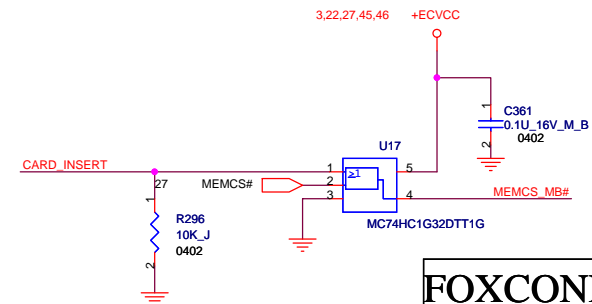 3,22,27,45,46 +ECVCC
1
C361
0.1U_16V_M_B
2
0402
U17
CARD_INSERT
1 ≥1 5
27
MEMCS# 2
3 4 MEMCS_MB#
1
R296
10K_J
0402
2
MC74HC1G32DTT1G